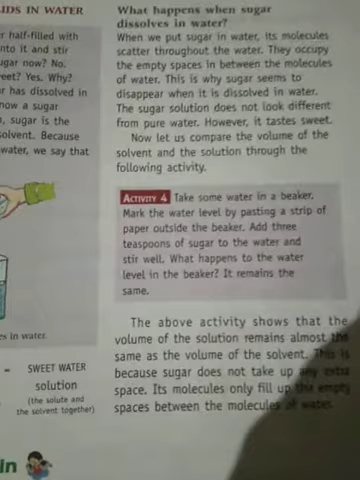 IDS IN WATER
r half-filled with
nto it and stir
ugar now? No.
eet? Yes. Why?
r has dissolved in
now a sugar
, sugar is the
solvent. Because
water, we say that
es in water
= SWEET WATER
solution
(the solute and
the solvent together)
in
What happens when sugar
dissolves in water?
When we put sugar in water, its molecules
scatter throughout the water. They occupy
the empty spaces in between the molecules
of water. This is why sugar seems to
disappear when it is dissolved in water.
The sugar solution does not look different
from pure water. However, it tastes sweet.
Now let us compare the volume of the
solvent and the solution through the
following activity.
ACTIVITY 4 Take some water in a beaker.
Mark the water level by pasting a strip of
paper outside the beaker. Add three
teaspoons of sugar to the water and
stir well. What happens to the water
level in the beaker? It remains the
same.
The above activity shows that the
volume of the solution remains almost the
same as the volume of the solvent. This is
because sugar does not take up any extra
space. Its molecules only fill up the empty
spaces between the molecules of water.